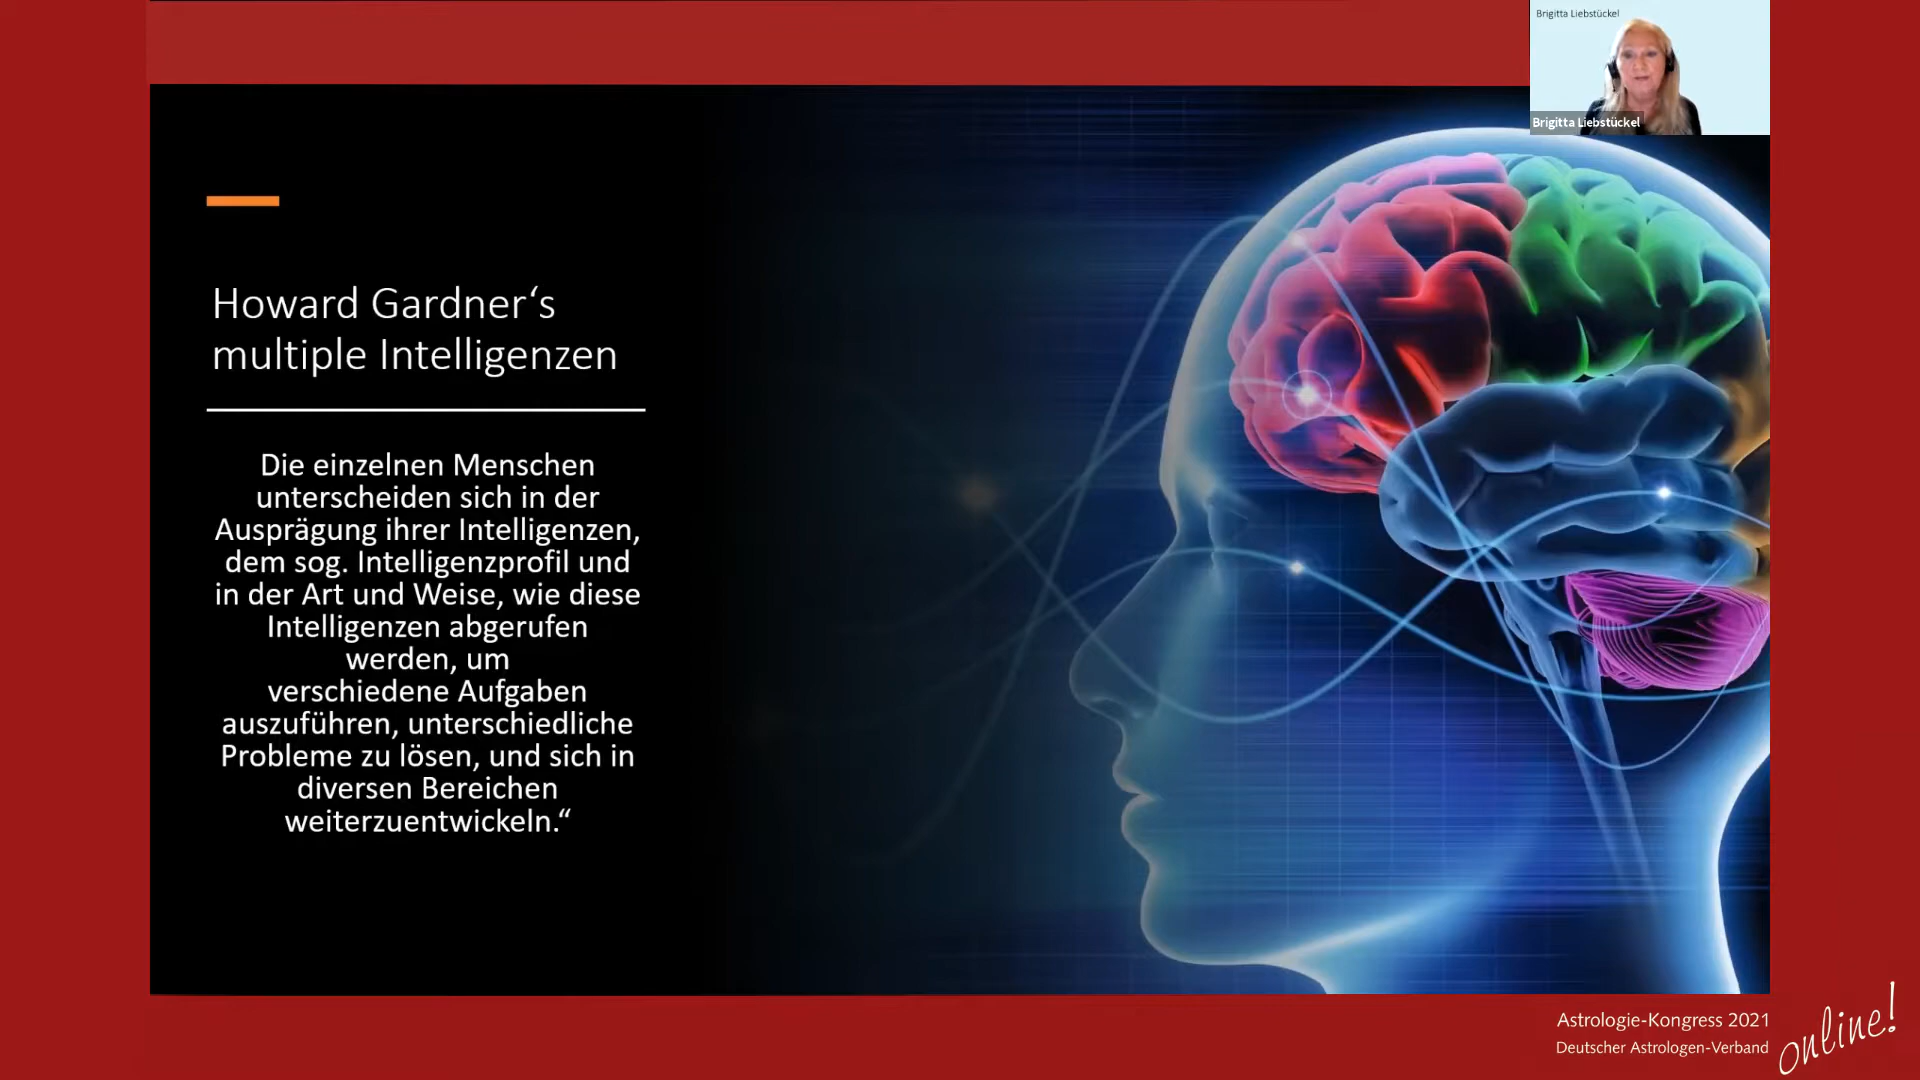 Brigitta Liebstückel
Brigitta Liebstückel
Howard Gardner‘s
multiple Intelligenzen
Die einzelnen Menschen
unterscheiden sich in der
Ausprägung ihrer Intelligenzen,
dem sog. Intelligenzprofil und
in der Art und Weise, wie diese
Intelligenzen abgerufen
werden, um
verschiedene Aufgaben
auszuführen, unterschiedliche
Probleme zu lösen, und sich in
diversen Bereichen
weiterzuentwickeln.“
Astrologie-Kongress 2021
Deutscher Astrologen-Verband
online!